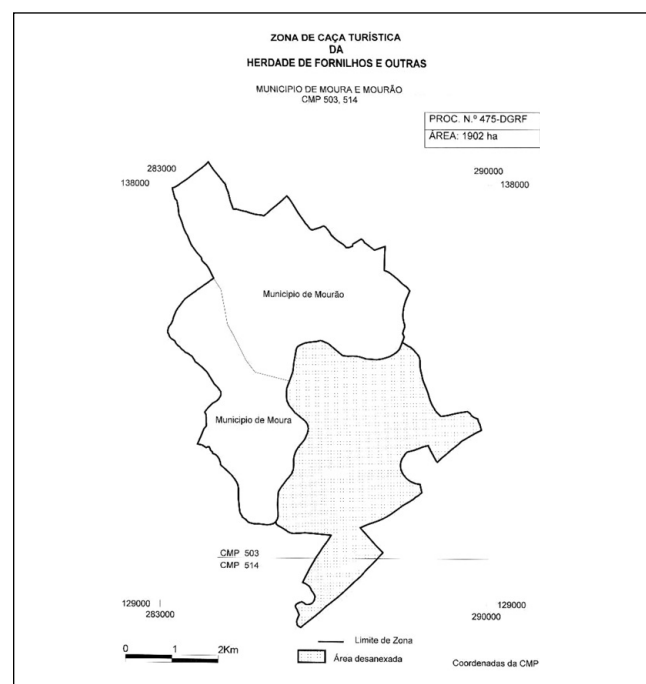 ZONA DE CAÇA TURÍSTICA
DA
HERDADE DE FORNILHOS E OUTRAS
MUNICIPIO DE MOURA E MOURÃO
CMP 503, 514
PROC. N.º 475-DGRF
ÁREA: 1902 ha
283000
138000
290000
138000
Municipio de Mourão
Municipio de Moura
CMP 503
CMP 514
129000
283000
129000
290000
0 1 2Km
Limite de Zona
Área desanexada
Coordenadas da CMP